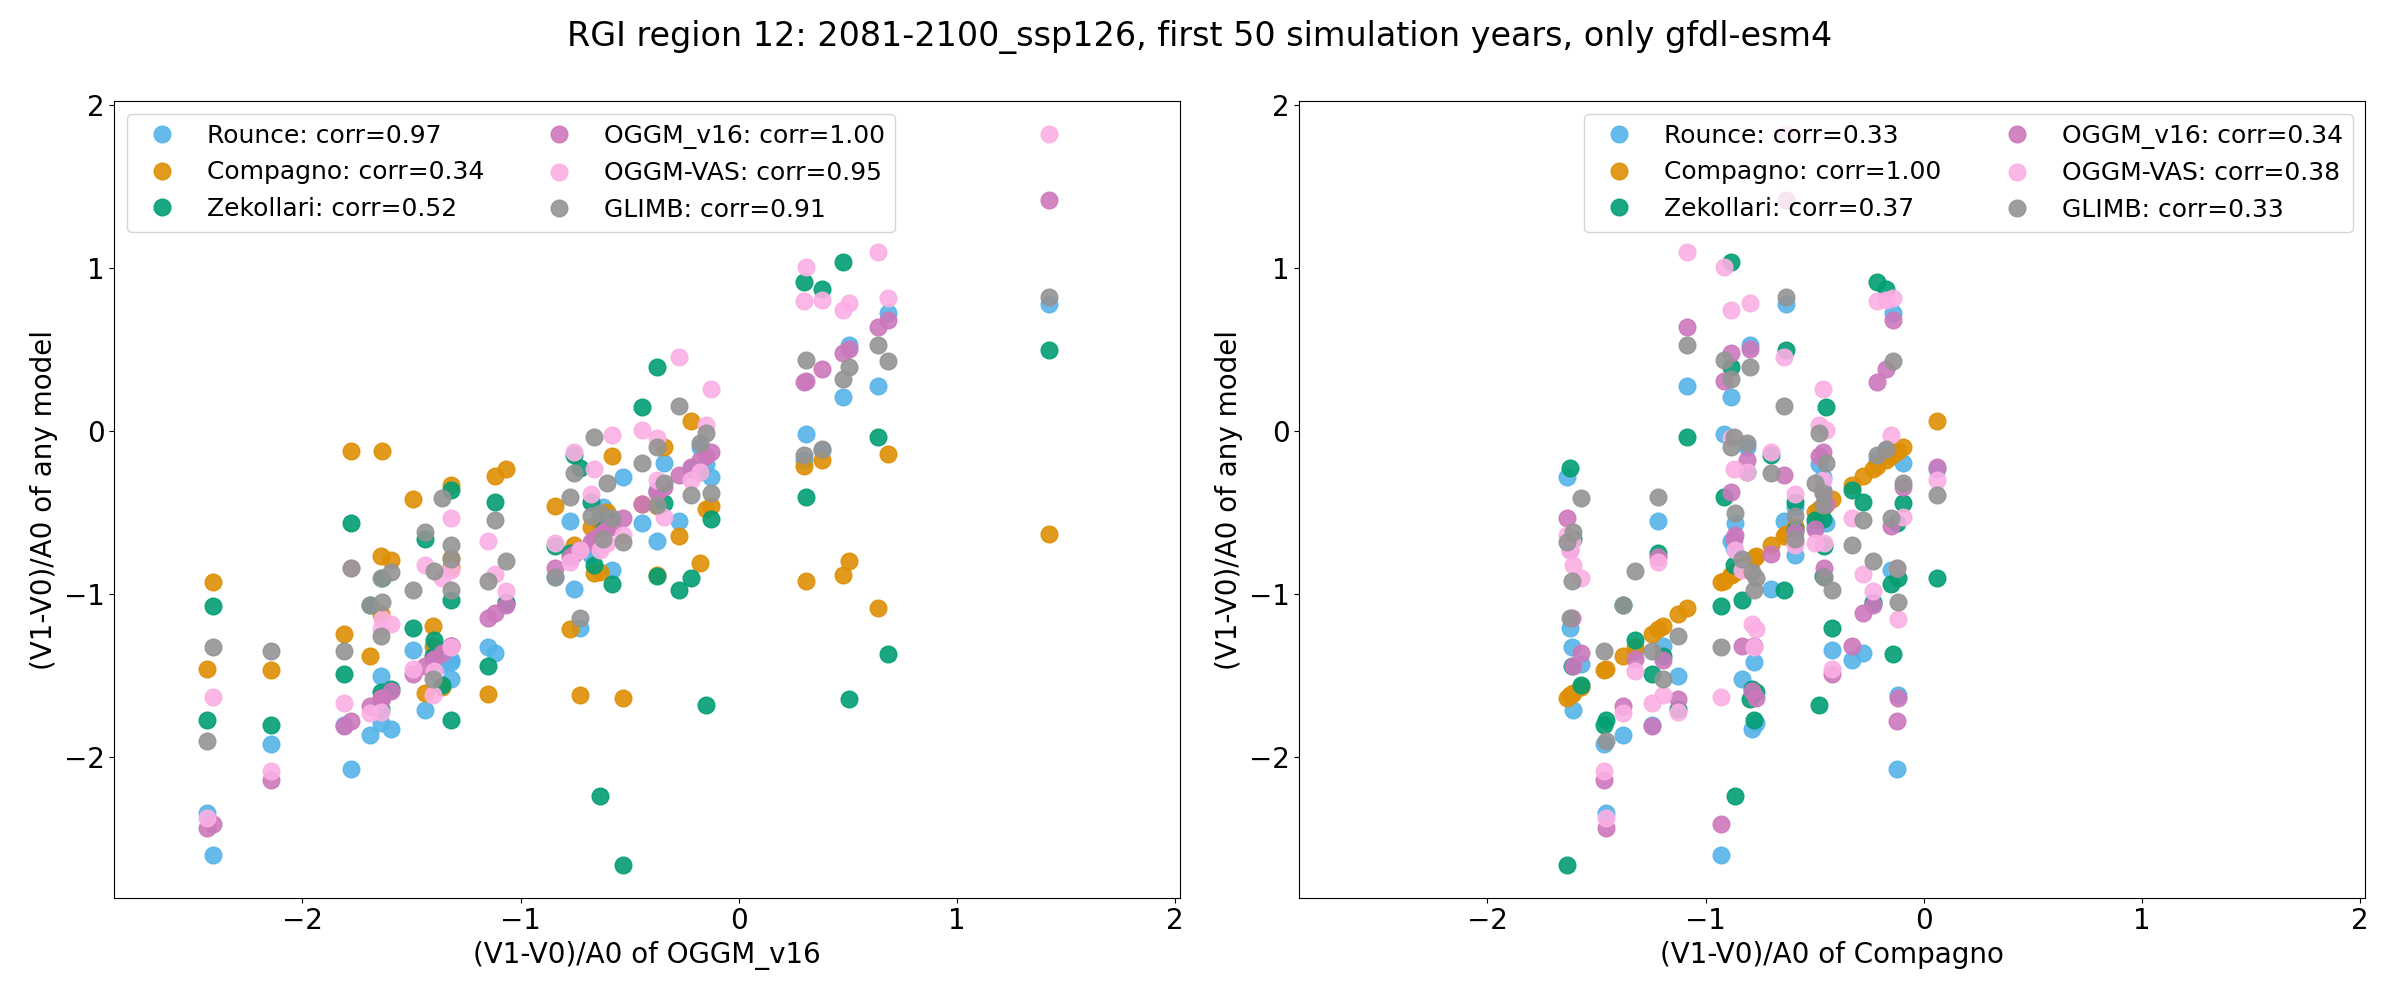 RGI region 12: 2081-2100_ssp126, first 50 simulation years, only gfdl-esm4
Rounce: corr=0.97
Compagno: corr=0.34
Zekollari: corr=0.52
OGGM_v16: corr=1.00
OGGM-VAS: corr=0.95
GLIMB: corr=0.91
2
1
0
−1
−2
(V1-V0)/A0 of any model
−2
−1
0
1
2
(V1-V0)/A0 of OGGM_v16
Rounce: corr=0.33
Compagno: corr=1.00
Zekollari: corr=0.37
OGGM_v16: corr=0.34
OGGM-VAS: corr=0.38
GLIMB: corr=0.33
2
1
0
−1
−2
(V1-V0)/A0 of any model
−2
−1
0
1
2
(V1-V0)/A0 of Compagno